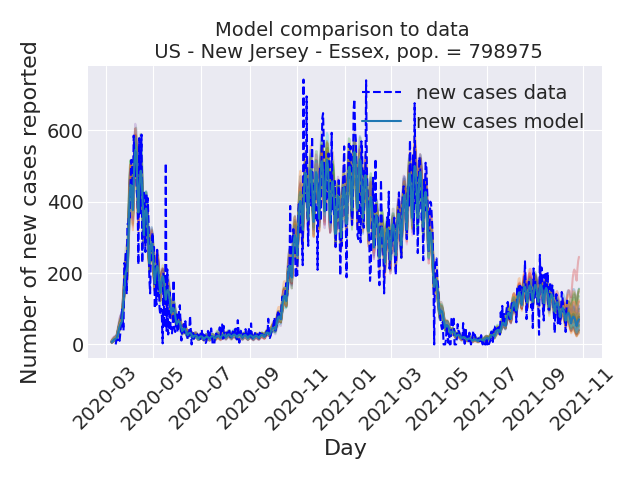 Model comparison to data
US - New Jersey - Essex, pop. = 798975
new cases data
new cases model
Number of new cases reported
600
400
200
0
2020-03
2020-05
2020-07
2020-09
2020-11
2021-01
2021-03
2021-05
2021-07
2021-09
2021-11
Day